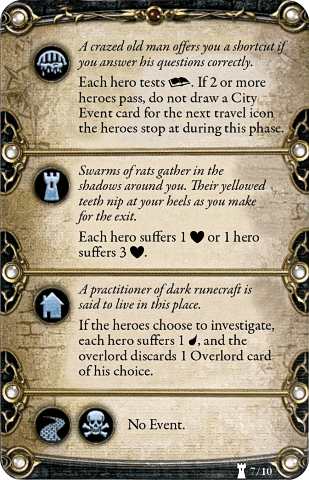 A crazed old man offers you a shortcut if
you answer his questions correctly.
Each hero tests . If 2 or more
heroes pass, do not draw a City
Event card for the next travel icon
the heroes stop at during this phase.
Swarms of rats gather in the
shadows around you. Their yellowed
teeth nip at your heels as you make
for the exit.
Each hero suffers 1 ♥ or 1 hero
suffers 3 ♥.
A practitioner of dark runecraft is
said to live in this place.
If the heroes choose to investigate,
each hero suffers 1 , and the
overlord discards 1 Overlord card
of his choice.
No Event.
7/10